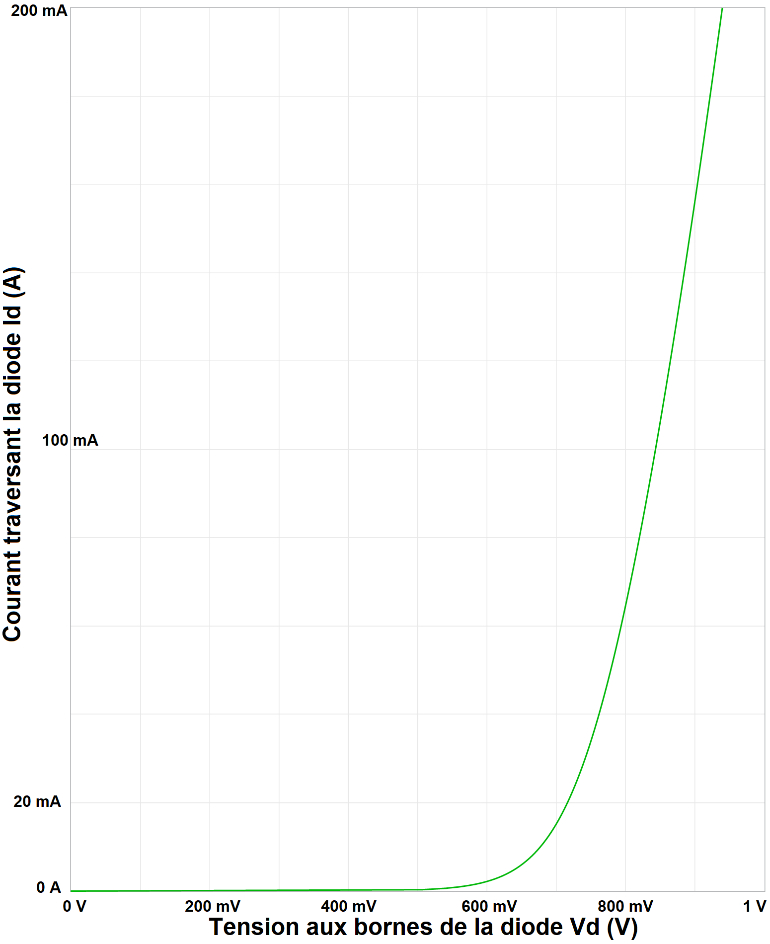 200 mA
Courant traversant la diode Id (A)
100 mA
20 mA
0 A
0 V
200 mV
400 mV
600 mV
800 mV
1 V
Tension aux bornes de la diode Vd (V)